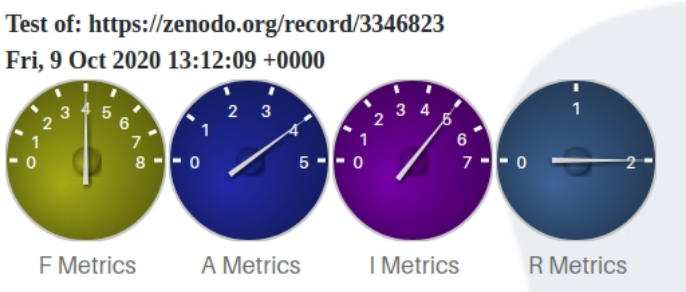 Test of: https://zenodo.org/record/3346823
Fri, 9 Oct 2020 13:12:09 +0000
0 1 2 3 4 5 6 7 8
0 1 2 3 4 5
0 1 2 3 4 5 6 7
0 1 2
F Metrics A Metrics I Metrics R Metrics